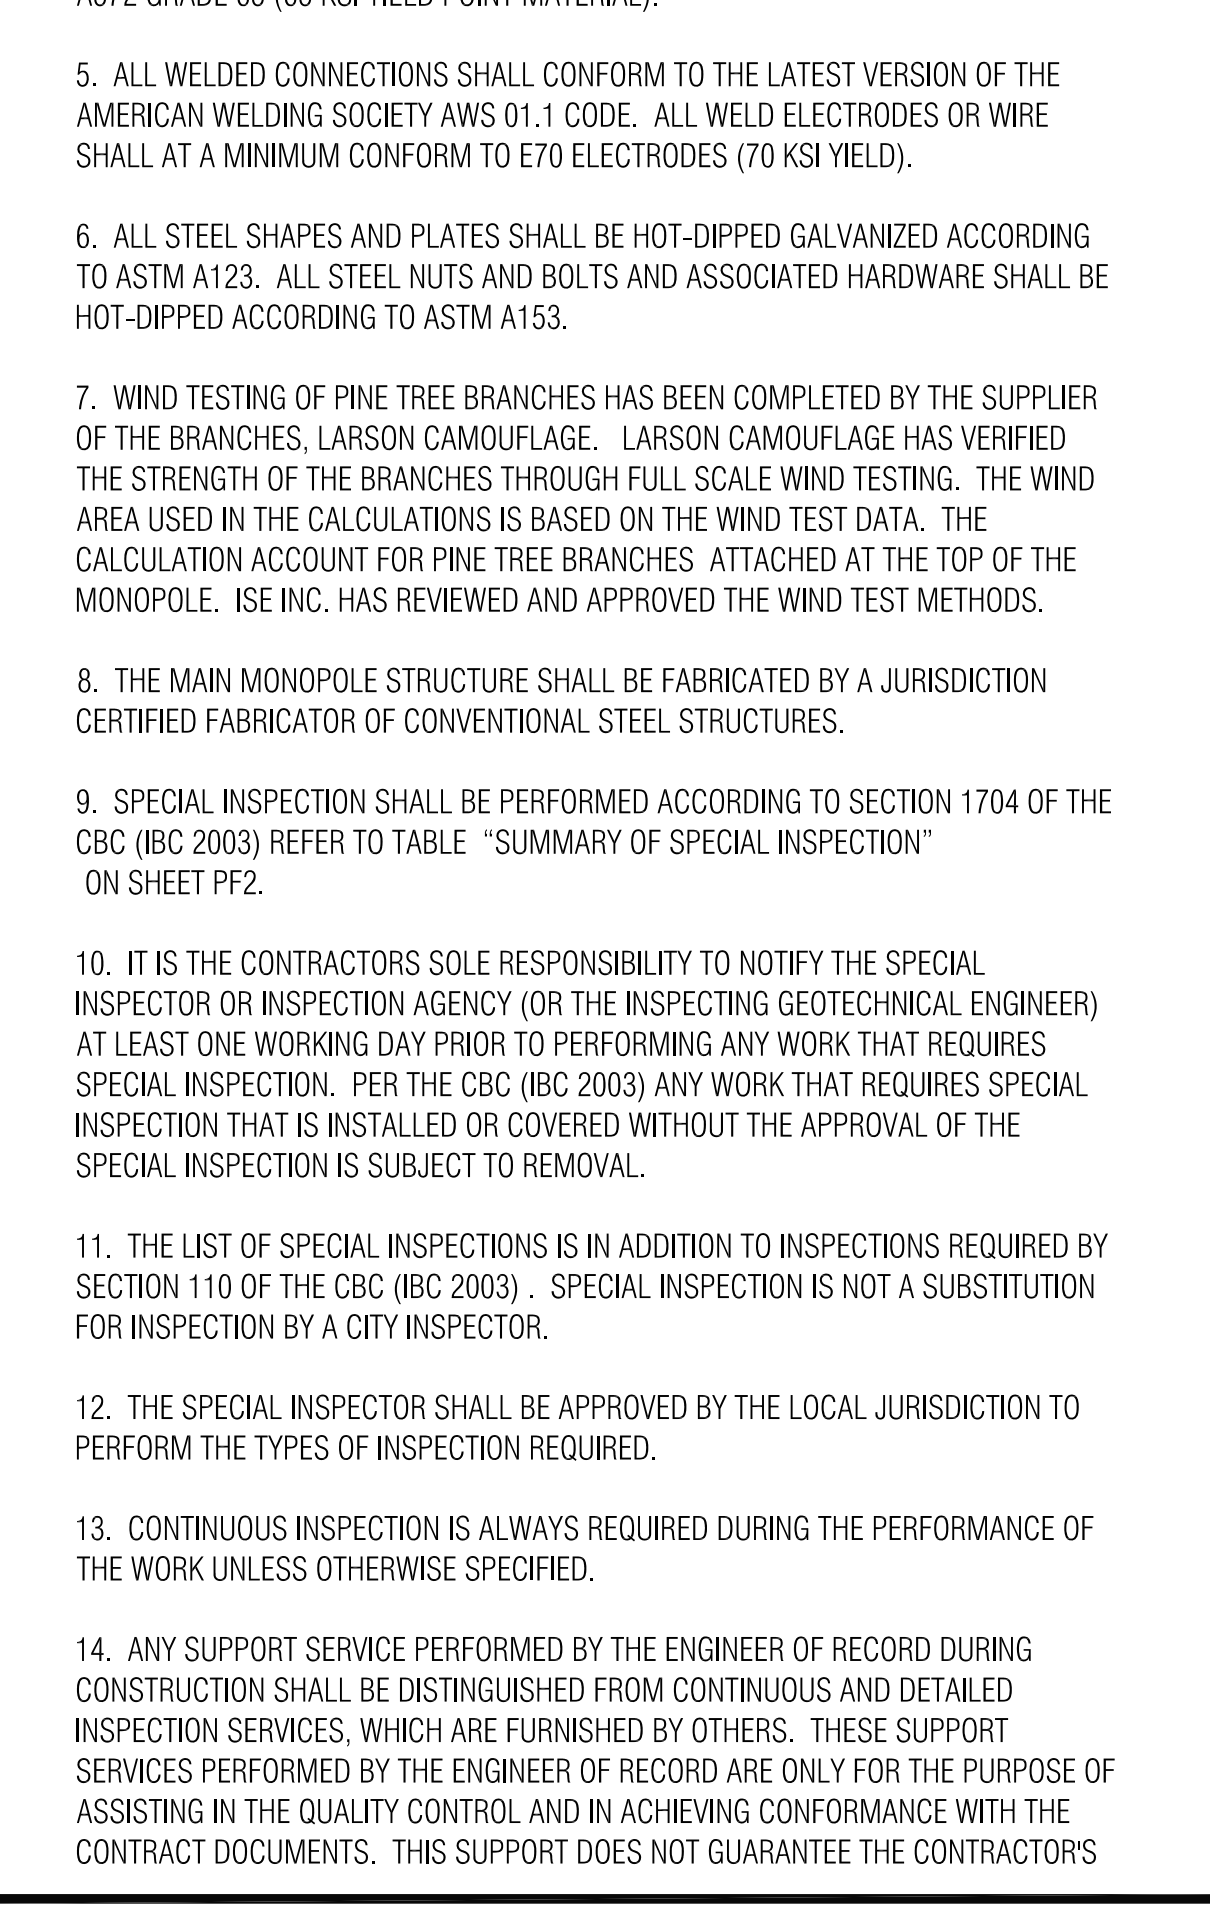 5. ALL WELDED CONNECTIONS SHALL CONFORM TO THE LATEST VERSION OF THE
AMERICAN WELDING SOCIETY AWS 01.1 CODE. ALL WELD ELECTRODES OR WIRE
SHALL AT A MINIMUM CONFORM TO E70 ELECTRODES (70 KSI YIELD).
6. ALL STEEL SHAPES AND PLATES SHALL BE HOT-DIPPED GALVANIZED ACCORDING
TO ASTM A123. ALL STEEL NUTS AND BOLTS AND ASSOCIATED HARDWARE SHALL BE
HOT-DIPPED ACCORDING TO ASTM A153.
7. WIND TESTING OF PINE TREE BRANCHES HAS BEEN COMPLETED BY THE SUPPLIER
OF THE BRANCHES, LARSON CAMOUFLAGE. LARSON CAMOUFLAGE HAS VERIFIED
THE STRENGTH OF THE BRANCHES THROUGH FULL SCALE WIND TESTING. THE WIND
AREA USED IN THE CALCULATIONS IS BASED ON THE WIND TEST DATA. THE
CALCULATION ACCOUNT FOR PINE TREE BRANCHES ATTACHED AT THE TOP OF THE
MONOPOLE. ISE INC. HAS REVIEWED AND APPROVED THE WIND TEST METHODS.
8. THE MAIN MONOPOLE STRUCTURE SHALL BE FABRICATED BY A JURISDICTION
CERTIFIED FABRICATOR OF CONVENTIONAL STEEL STRUCTURES.
9. SPECIAL INSPECTION SHALL BE PERFORMED ACCORDING TO SECTION 1704 OF THE
CBC (IBC 2003) REFER TO TABLE “SUMMARY OF SPECIAL INSPECTION”
ON SHEET PF2.
10. IT IS THE CONTRACTORS SOLE RESPONSIBILITY TO NOTIFY THE SPECIAL
INSPECTOR OR INSPECTION AGENCY (OR THE INSPECTING GEOTECHNICAL ENGINEER)
AT LEAST ONE WORKING DAY PRIOR TO PERFORMING ANY WORK THAT REQUIRES
SPECIAL INSPECTION. PER THE CBC (IBC 2003) ANY WORK THAT REQUIRES SPECIAL
INSPECTION THAT IS INSTALLED OR COVERED WITHOUT THE APPROVAL OF THE
SPECIAL INSPECTION IS SUBJECT TO REMOVAL.
11. THE LIST OF SPECIAL INSPECTIONS IS IN ADDITION TO INSPECTIONS REQUIRED BY
SECTION 110 OF THE CBC (IBC 2003) . SPECIAL INSPECTION IS NOT A SUBSTITUTION
FOR INSPECTION BY A CITY INSPECTOR.
12. THE SPECIAL INSPECTOR SHALL BE APPROVED BY THE LOCAL JURISDICTION TO
PERFORM THE TYPES OF INSPECTION REQUIRED.
13. CONTINUOUS INSPECTION IS ALWAYS REQUIRED DURING THE PERFORMANCE OF
THE WORK UNLESS OTHERWISE SPECIFIED.
14. ANY SUPPORT SERVICE PERFORMED BY THE ENGINEER OF RECORD DURING
CONSTRUCTION SHALL BE DISTINGUISHED FROM CONTINUOUS AND DETAILED
INSPECTION SERVICES, WHICH ARE FURNISHED BY OTHERS. THESE SUPPORT
SERVICES PERFORMED BY THE ENGINEER OF RECORD ARE ONLY FOR THE PURPOSE OF
ASSISTING IN THE QUALITY CONTROL AND IN ACHIEVING CONFORMANCE WITH THE
CONTRACT DOCUMENTS. THIS SUPPORT DOES NOT GUARANTEE THE CONTRACTOR'S